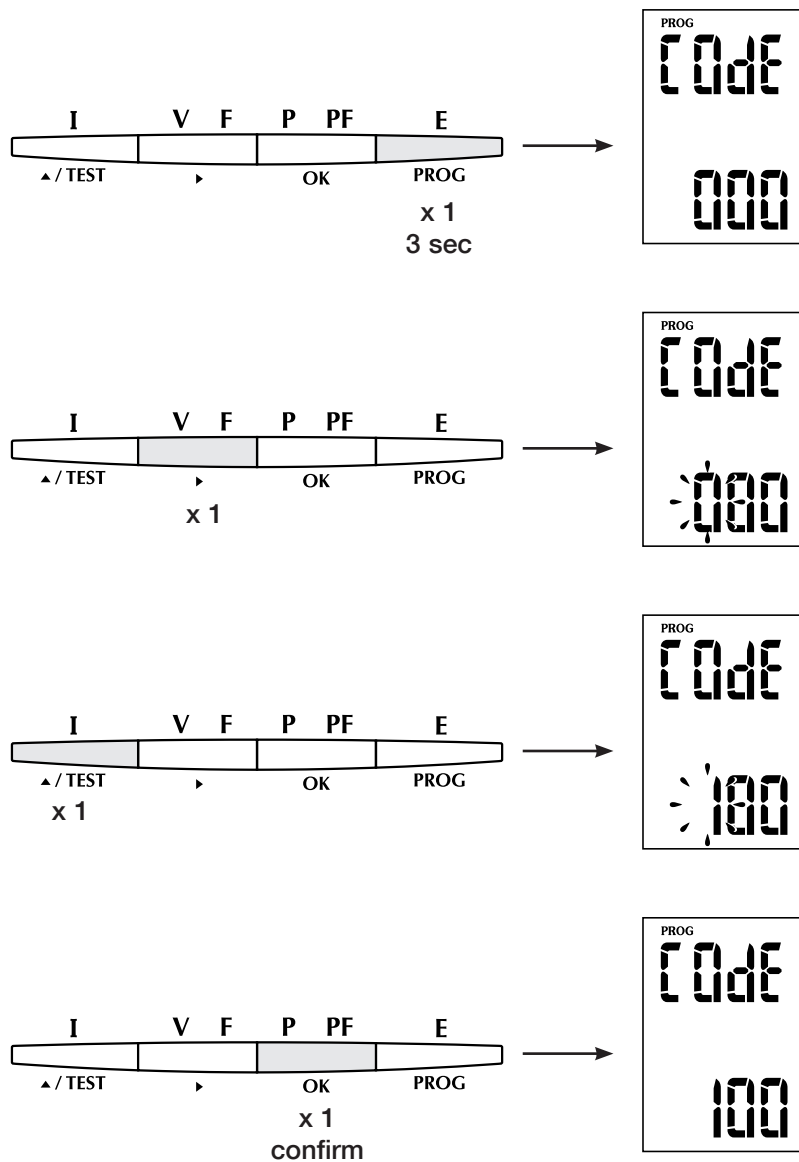 PROG
COdE
I V F P PF E
▲ / TEST ▸ OK PROG
000
x 1
3 sec
PROG
COdE
I V F P PF E
▲ / TEST ▸ OK PROG
000
x 1
PROG
COdE
I V F P PF E
▲ / TEST ▸ OK PROG
100
x 1
PROG
COdE
I V F P PF E
▲ / TEST ▸ OK PROG
100
x 1
confirm